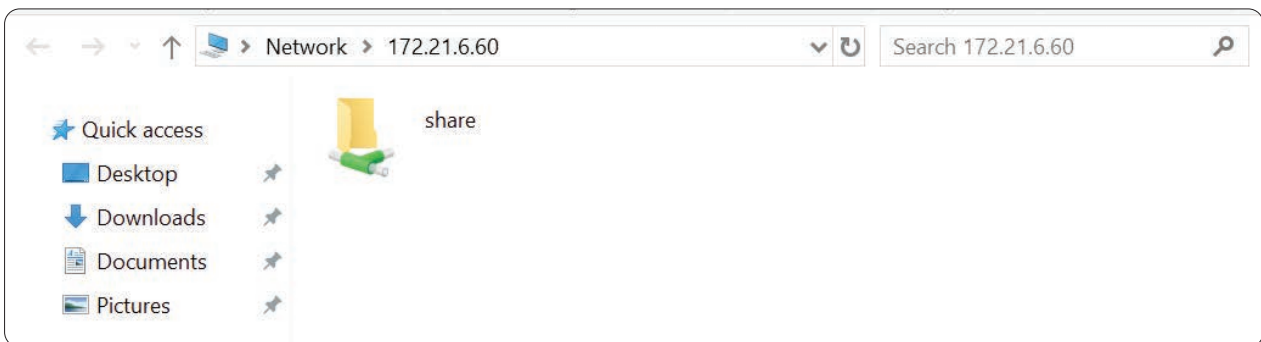 Network > 172.21.6.60
Search 172.21.6.60
Quick access
share
Desktop
Downloads
Documents
Pictures